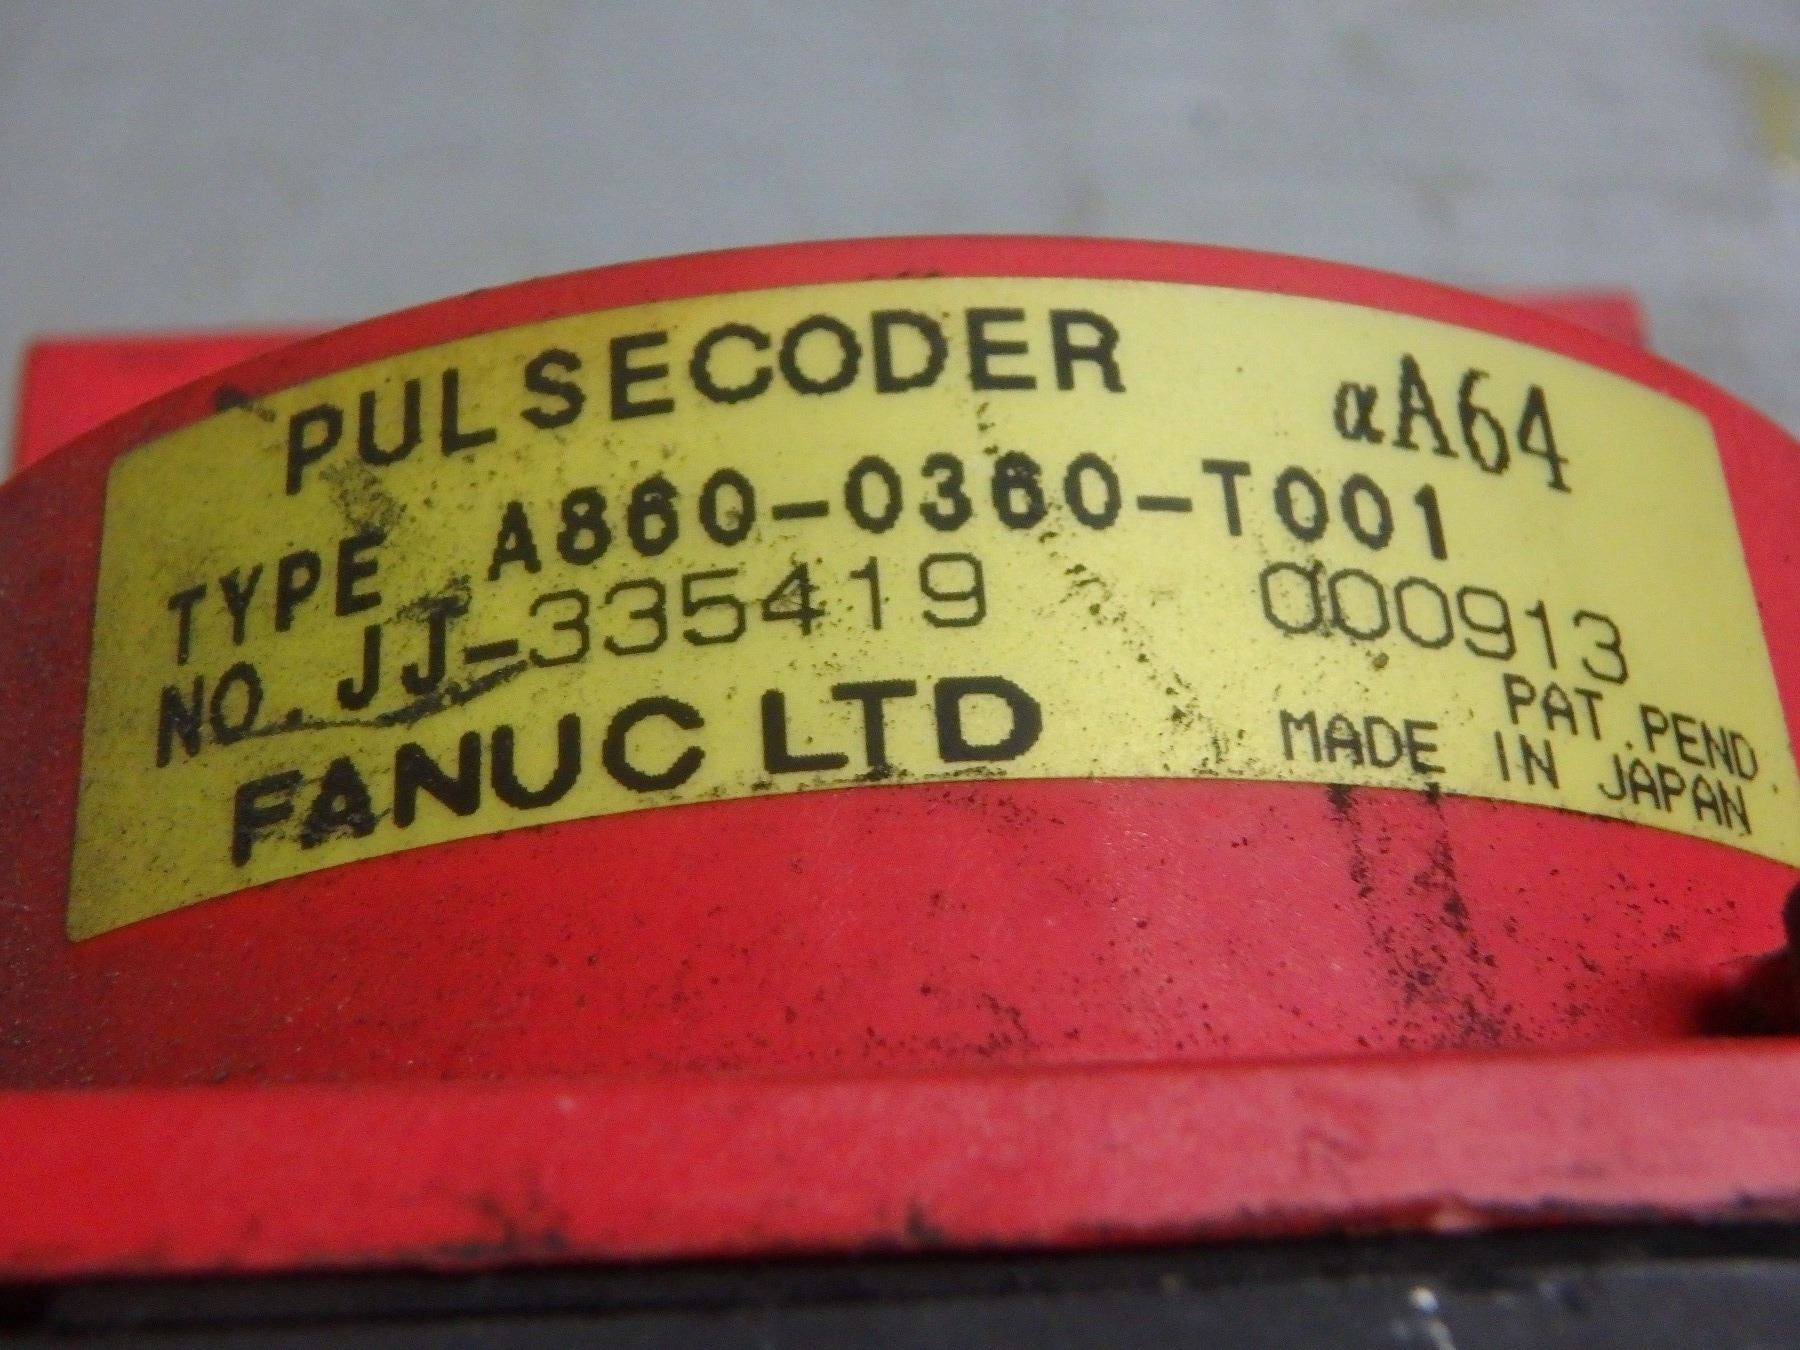 PULSECODER αA64
TYPE A860-0360-T001
NO. JJ-335419 000913
PAT.PEND
FANUC LTD MADE IN JAPAN